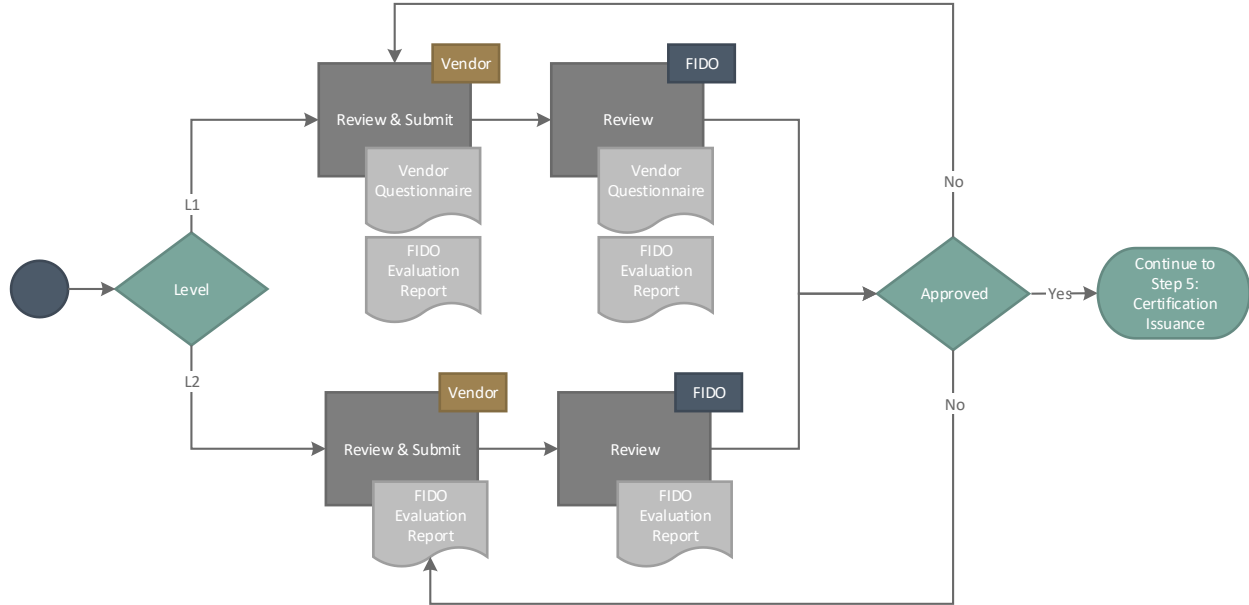 Vendor
FIDO
Review & Submit
Review
Vendor
Questionnaire
Vendor
Questionnaire
No
L1
FIDO
Evaluation
Report
FIDO
Evaluation
Report
Level
Approved
Yes
Continue to
Step 5:
Certification
Issuance
L2
Vendor
FIDO
No
Review & Submit
Review
FIDO
Evaluation
Report
FIDO
Evaluation
Report